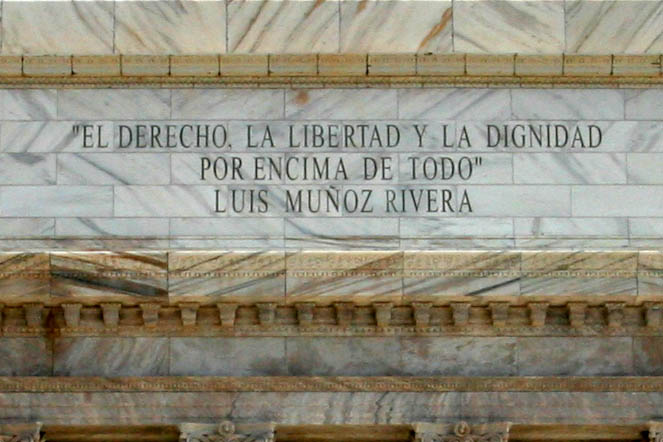 "EL DERECHO, LA LIBERTAD Y LA DIGNIDAD
POR ENCIMA DE TODO"
LUIS MUÑOZ RIVERA